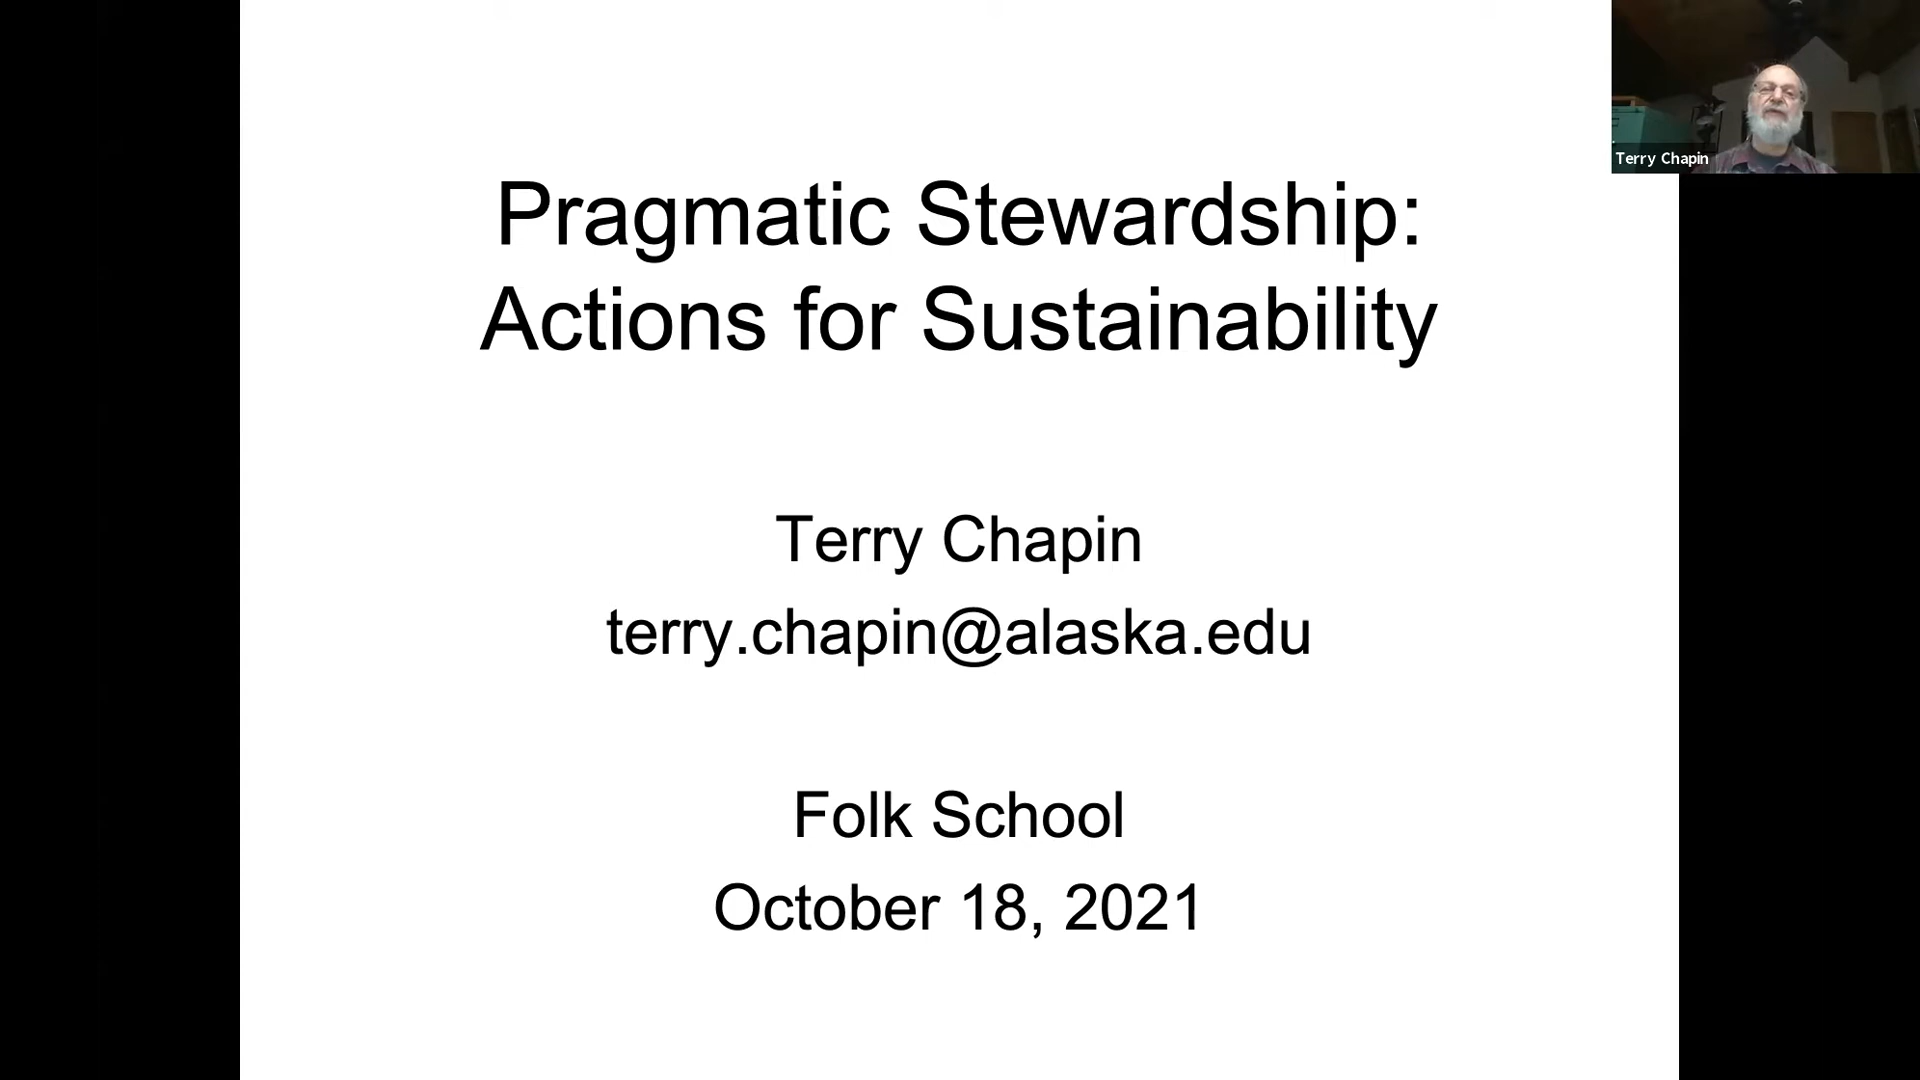 Pragmatic Stewardship:
Actions for Sustainability
Terry Chapin
terry.chapin@alaska.edu
Folk School
October 18, 2021
Terry Chapin